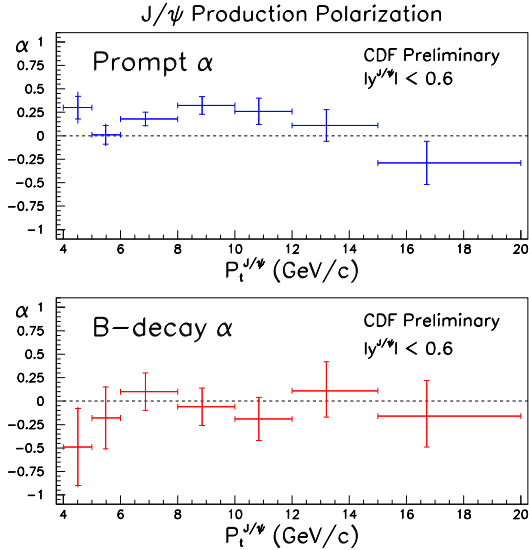 J/ψ Production Polarization
α
Prompt α
CDF Preliminary
|y^J/ψ| < 0.6
1
0.75
0.5
0.25
0
-0.25
-0.5
-0.75
-1
4 6 8 10 12 14 16 18 20
P_t^J/ψ (GeV/c)
α
B-decay α
CDF Preliminary
|y^J/ψ| < 0.6
1
0.75
0.5
0.25
0
-0.25
-0.5
-0.75
-1
4 6 8 10 12 14 16 18 20
P_t^J/ψ (GeV/c)